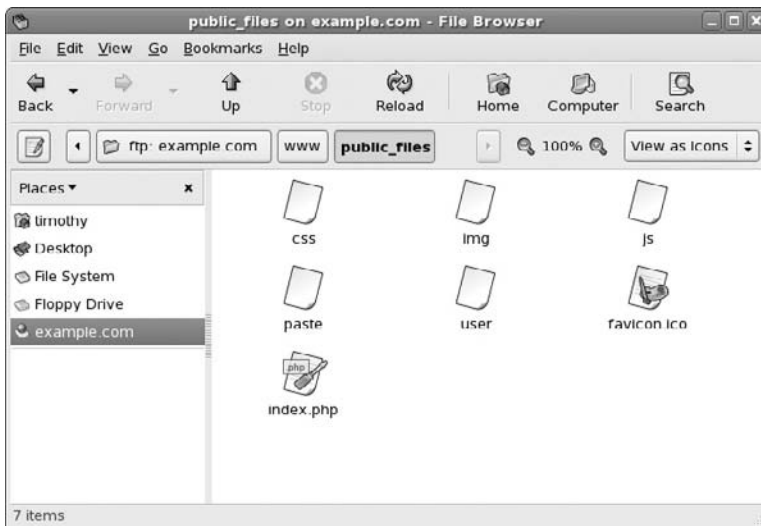 public_files on example.com - File Browser
File Edit View Go Bookmarks Help
Back Forward Up Stop Reload Home Computer Search
ftp: example.com www public_files 100% View as Icons
Places
timothy
Desktop
File System
Floppy Drive
example.com
css img js
paste user favicon.ico
php
index.php
7 items